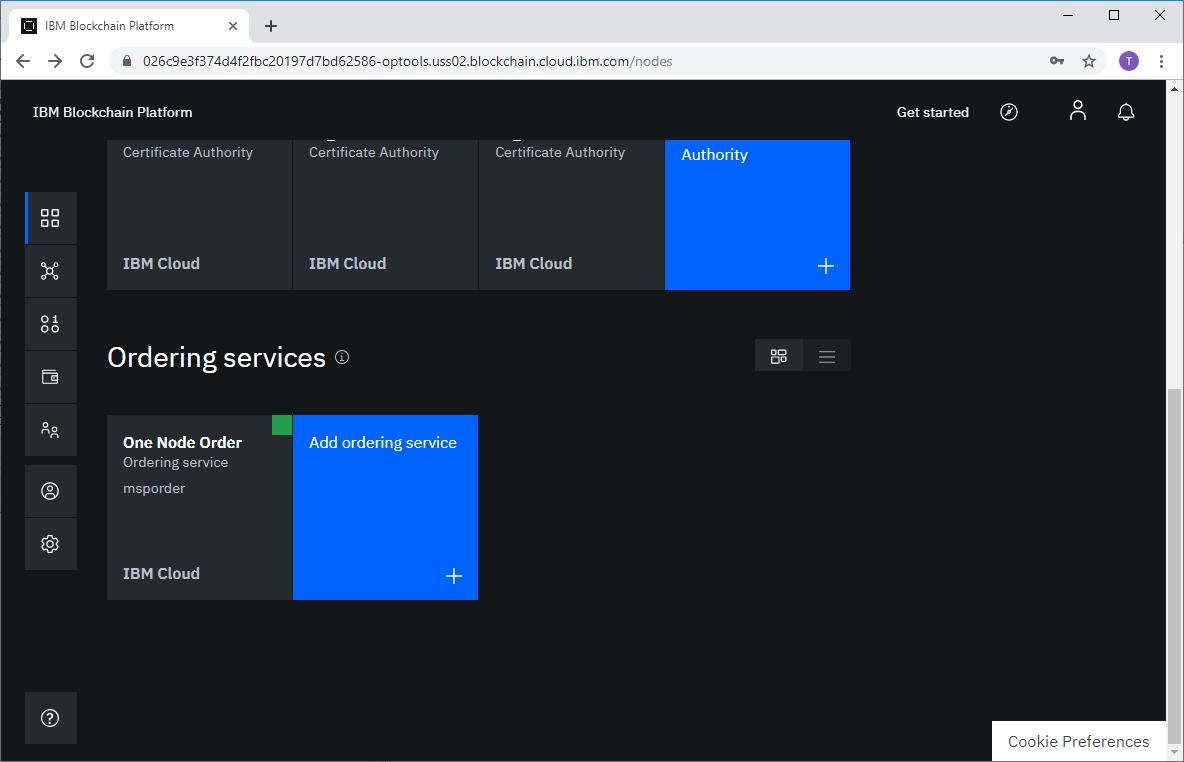 IBM Blockchain Platform
026c9e3f374d4f2fbc20197d7bd62586-optools.uss02.blockchain.cloud.ibm.com/nodes
T
IBM Blockchain Platform
Get started
Certificate Authority
Certificate Authority
Certificate Authority
Authority
IBM Cloud
IBM Cloud
IBM Cloud
Ordering services
One Node Order
Ordering service
msporder
IBM Cloud
Add ordering service
Cookie Preferences